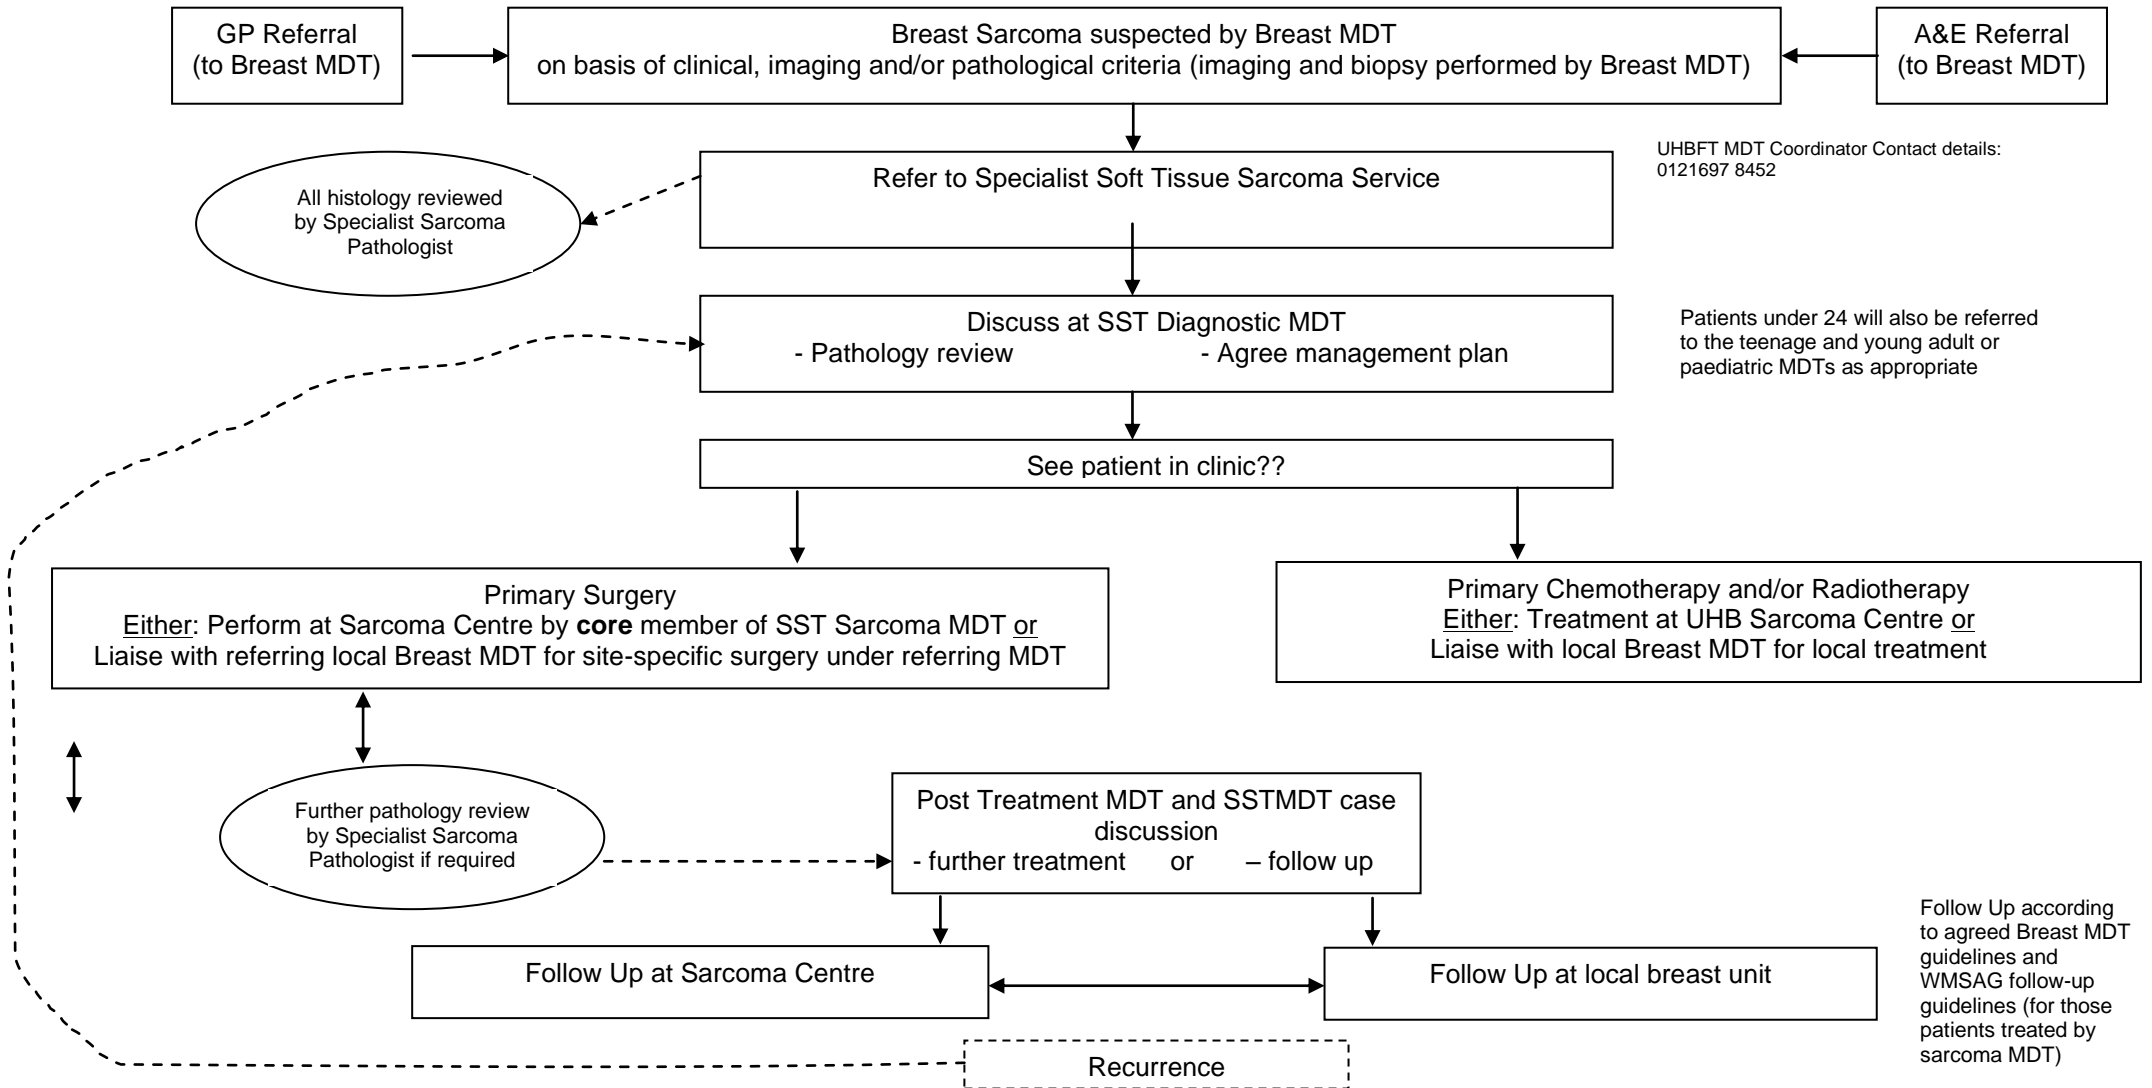 GP Referral
(to Breast MDT)
Breast Sarcoma suspected by Breast MDT
on basis of clinical, imaging and/or pathological criteria (imaging and biopsy performed by Breast MDT)
A&E Referral
(to Breast MDT)
UHBFT MDT Coordinator Contact details:
0121697 8452
Refer to Specialist Soft Tissue Sarcoma Service
All histology reviewed
by Specialist Sarcoma
Pathologist
Discuss at SST Diagnostic MDT
- Pathology review - Agree management plan
Patients under 24 will also be referred
to the teenage and young adult or
paediatric MDTs as appropriate
See patient in clinic??
Primary Surgery
Either: Perform at Sarcoma Centre by core member of SST Sarcoma MDT or
Liaise with referring local Breast MDT for site-specific surgery under referring MDT
Primary Chemotherapy and/or Radiotherapy
Either: Treatment at UHB Sarcoma Centre or
Liaise with local Breast MDT for local treatment
Further pathology review
by Specialist Sarcoma
Pathologist if required
Post Treatment MDT and SSTMDT case
discussion
- further treatment or – follow up
Follow Up at Sarcoma Centre
Follow Up at local breast unit
Follow Up according
to agreed Breast MDT
guidelines and
WMSAG follow-up
guidelines (for those
patients treated by
sarcoma MDT)
Recurrence